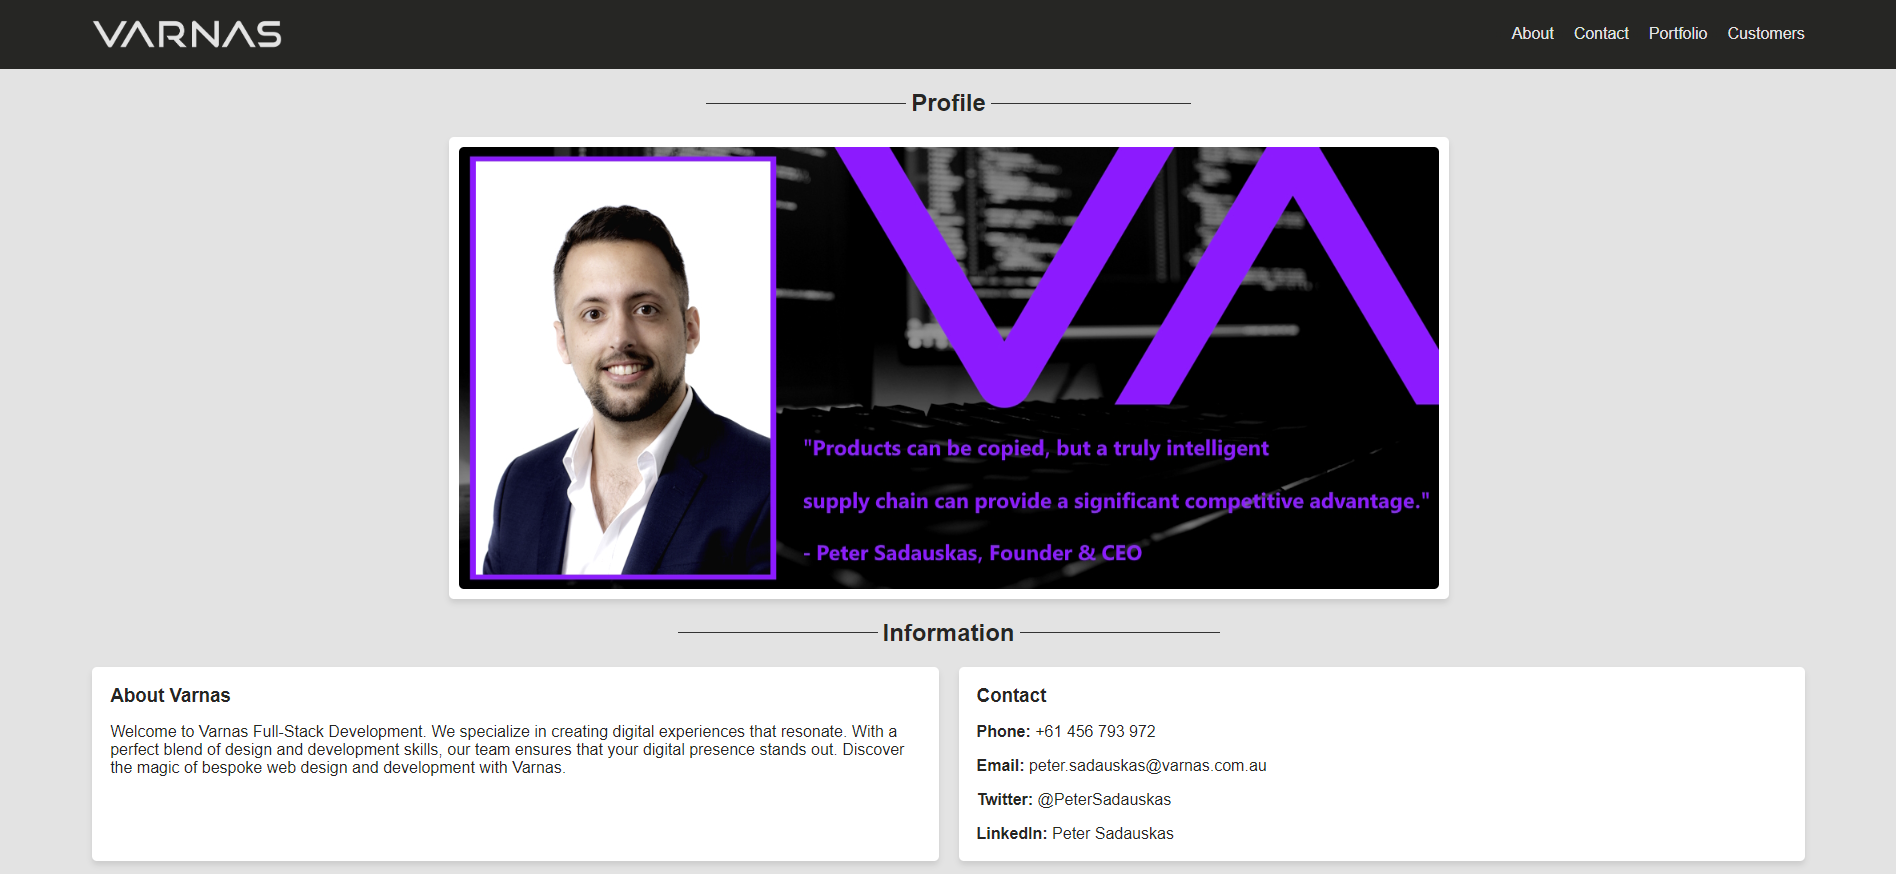 VARNAS
About Contact Portfolio Customers
Profile
VA
"Products can be copied, but a truly intelligent
supply chain can provide a significant competitive advantage."
- Peter Sadauskas, Founder & CEO
Information
About Varnas
Welcome to Varnas Full-Stack Development. We specialize in creating digital experiences that resonate. With a
perfect blend of design and development skills, our team ensures that your digital presence stands out. Discover
the magic of bespoke web design and development with Varnas.
Contact
Phone: +61 456 793 972
Email: peter.sadauskas@varnas.com.au
Twitter: @PeterSadauskas
LinkedIn: Peter Sadauskas